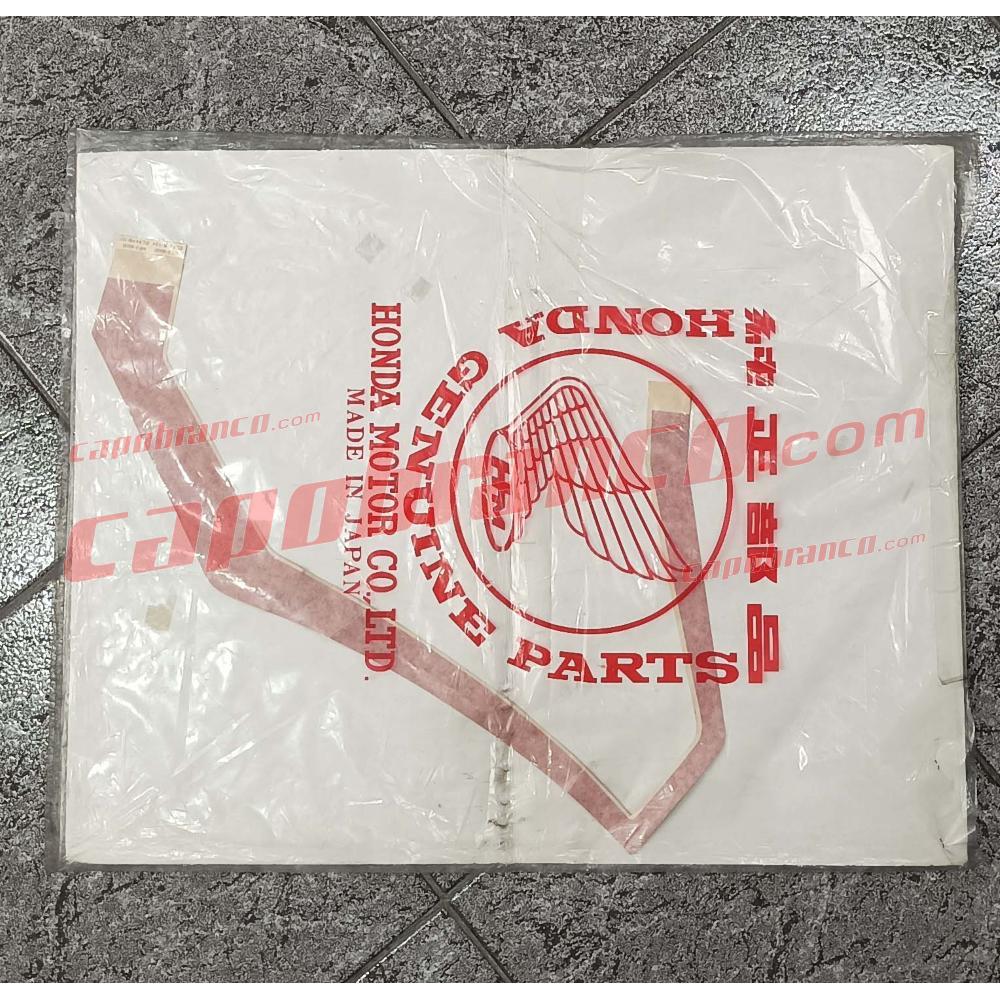 HONDA
GENUINE PARTS
純正部品
HM
HONDA MOTOR CO., LTD.
MADE IN JAPAN
capobranco.com
capobranco.com
capobranco.com